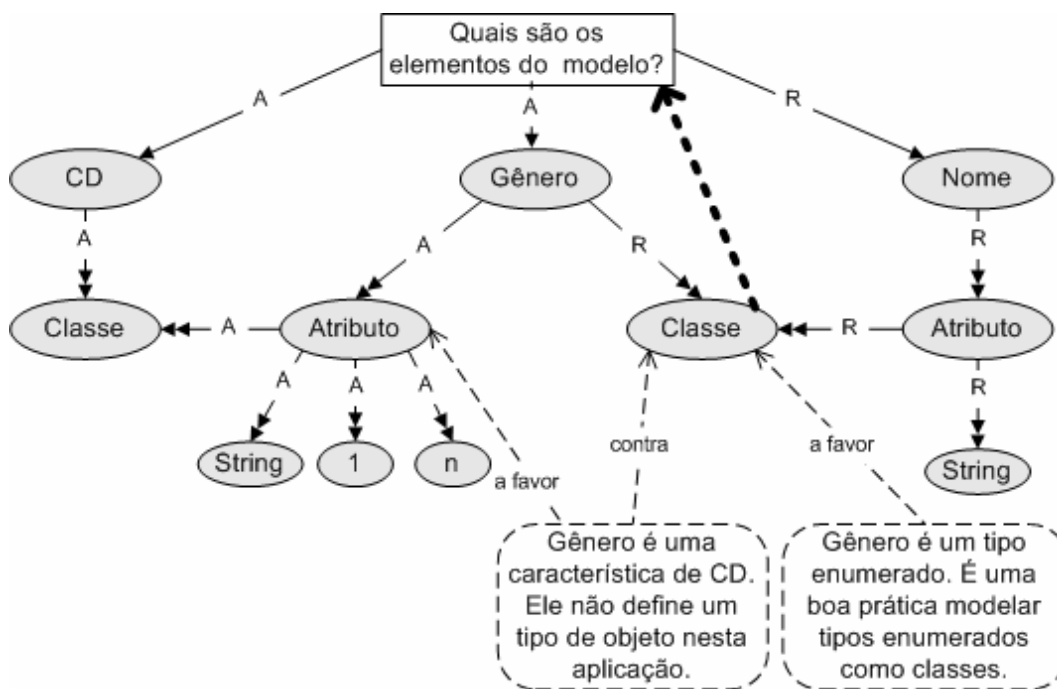 Quais são os
elementos do modelo?
A
A
R
CD
Gênero
Nome
A
A
R
R
Classe
A
Atributo
Classe
R
Atributo
A
A
A
R
String
1
n
a favor
contra
a favor
String
Gênero é uma
característica de CD.
Ele não define um
tipo de objeto nesta
aplicação.
Gênero é um tipo
enumerado. É uma
boa prática modelar
tipos enumerados
como classes.